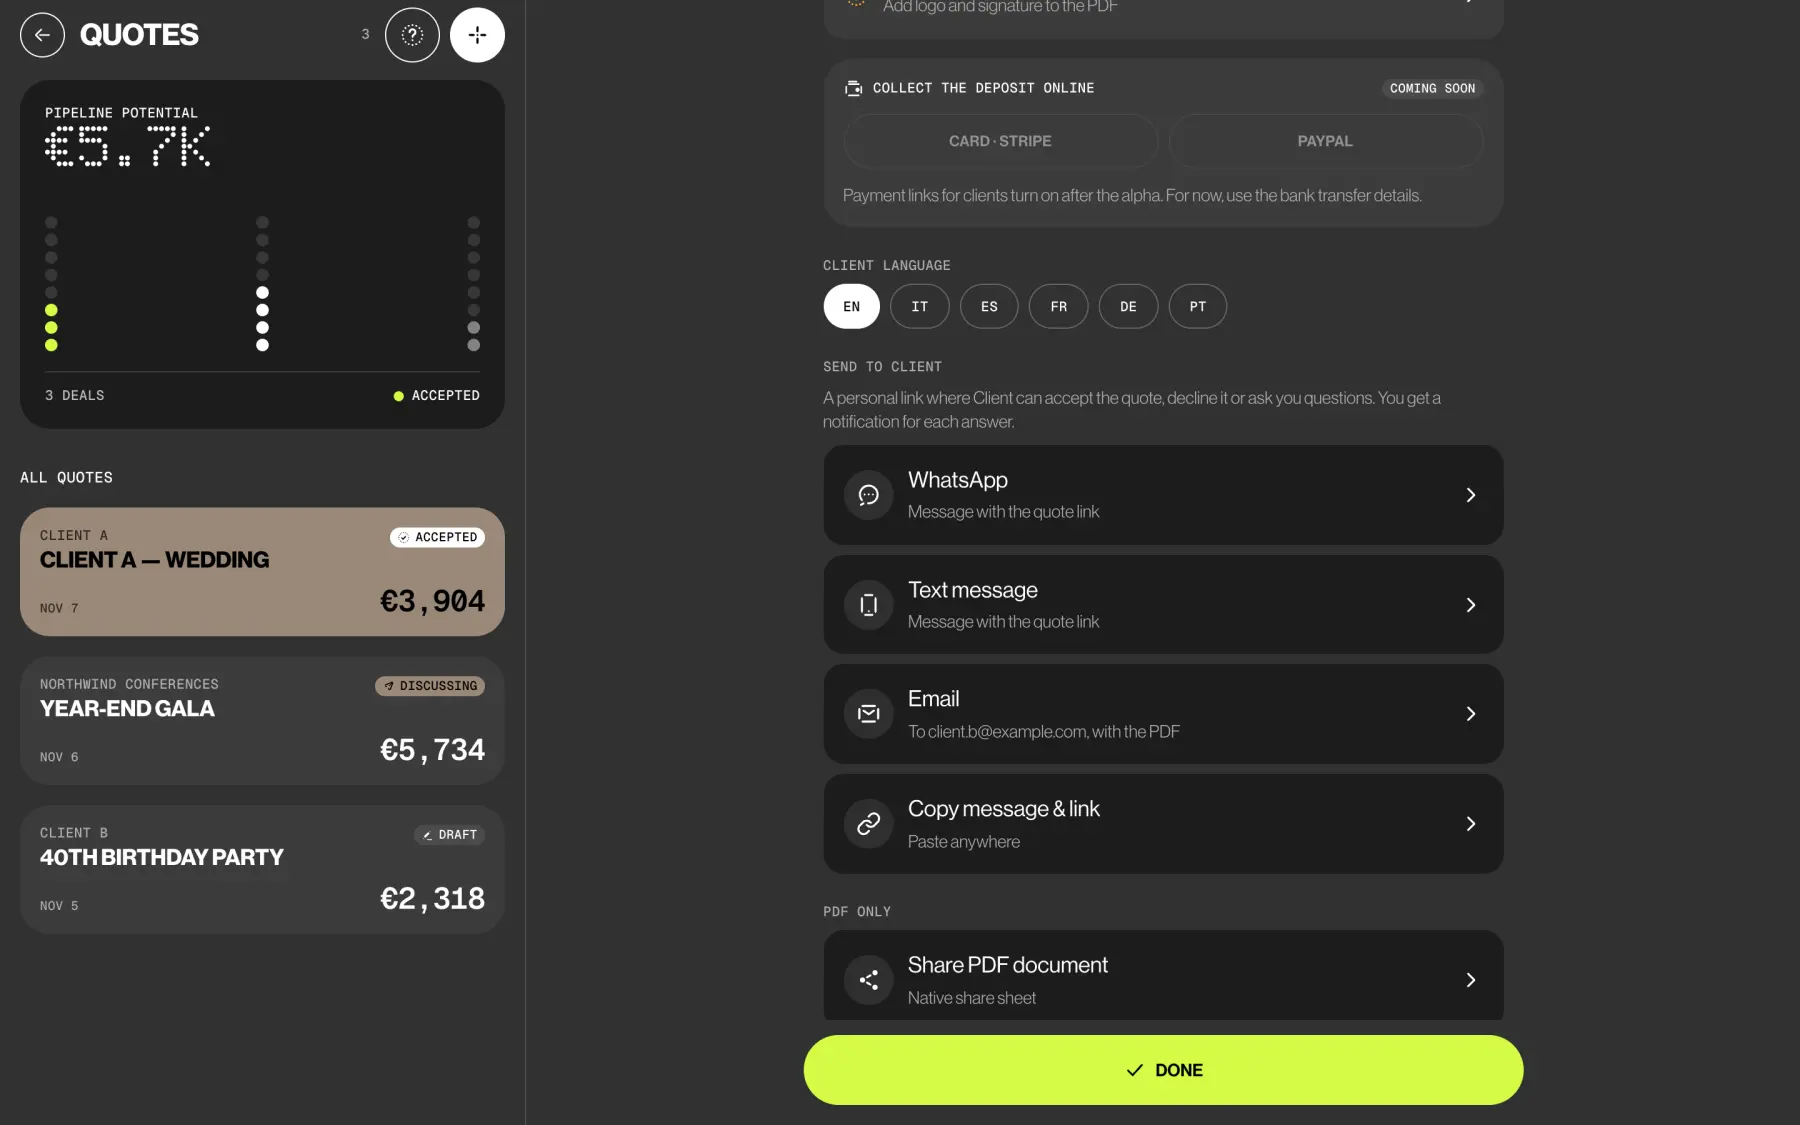 QUOTES
3
PIPELINE POTENTIAL
€5.7K
3 DEALS
ACCEPTED
ALL QUOTES
CLIENT A
ACCEPTED
CLIENT A — WEDDING
NOV 7
€3,904
NORTHWIND CONFERENCES
DISCUSSING
YEAR-END GALA
NOV 6
€5,734
CLIENT B
DRAFT
40TH BIRTHDAY PARTY
NOV 5
€2,318
Add logo and signature to the PDF
COLLECT THE DEPOSIT ONLINE
COMING SOON
CARD · STRIPE
PAYPAL
Payment links for clients turn on after the alpha. For now, use the bank transfer details.
CLIENT LANGUAGE
EN
IT
ES
FR
DE
PT
SEND TO CLIENT
A personal link where Client can accept the quote, decline it or ask you questions. You get a
notification for each answer.
WhatsApp
Message with the quote link
Text message
Message with the quote link
Email
To client.b@example.com, with the PDF
Copy message & link
Paste anywhere
PDF ONLY
Share PDF document
Native share sheet
DONE